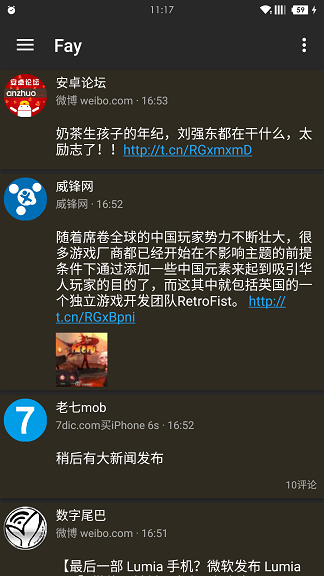 11:17
59
Fay
安卓论坛
cnzhuo
安卓论坛
微博 weibo.com · 16:53
奶茶生孩子的年纪，刘强东都在干什么，太
励志了！！http://t.cn/RGxmxmD
威锋网
威锋网 · 16:52
随着席卷全球的中国玩家势力不断壮大，很
多游戏厂商都已经开始在不影响主题的前提
条件下通过添加一些中国元素来起到吸引华
人玩家的目的了，而这其中就包括英国的一
个独立游戏开发团队RetroFist。 http://
t.cn/RGxBpni
7
老七mob
7dic.com买iPhone 6s · 16:52
稍后有大新闻发布
10评论
数字尾巴
微博 weibo.com · 16:51
【最后一部 Lumia 手机？微软发布 Lumia